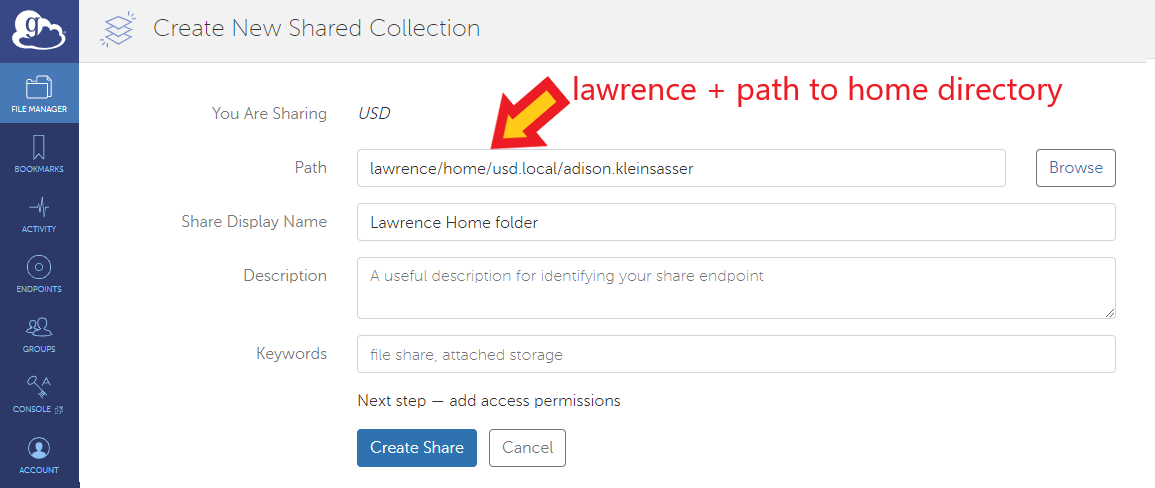 g
Create New Shared Collection
FILE MANAGER
BOOKMARKS
ACTIVITY
ENDPOINTS
GROUPS
CONSOLE
ACCOUNT
lawrence + path to home directory
You Are Sharing USD
Path lawrence/home/usd.local/adison.kleinsasser Browse
Share Display Name Lawrence Home folder
Description A useful description for identifying your share endpoint
Keywords file share, attached storage
Next step — add access permissions
Create Share Cancel